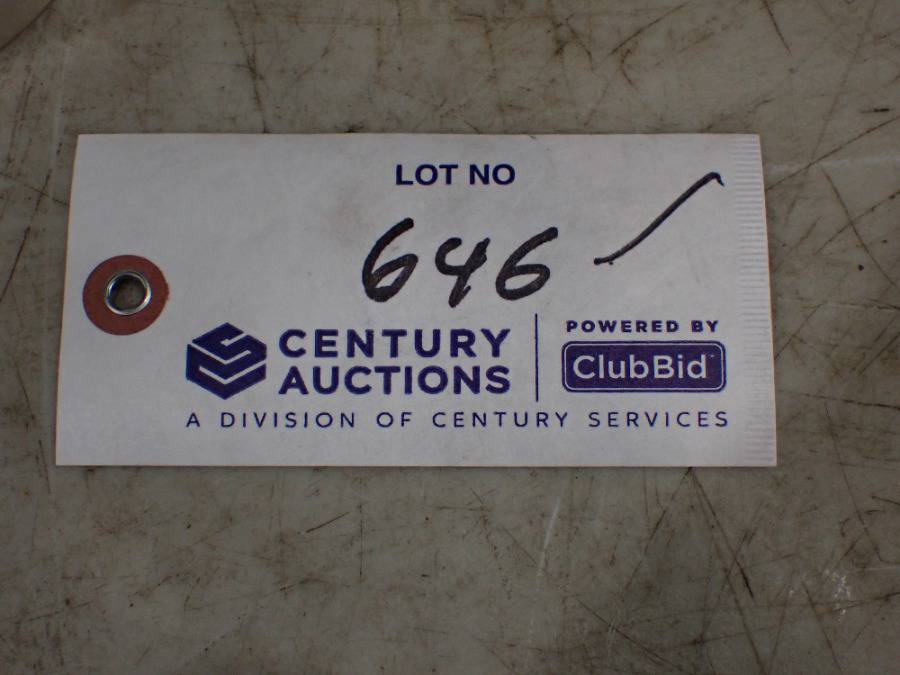 LOT NO
646
CENTURY
AUCTIONS
POWERED BY
ClubBid
A DIVISION OF CENTURY SERVICES